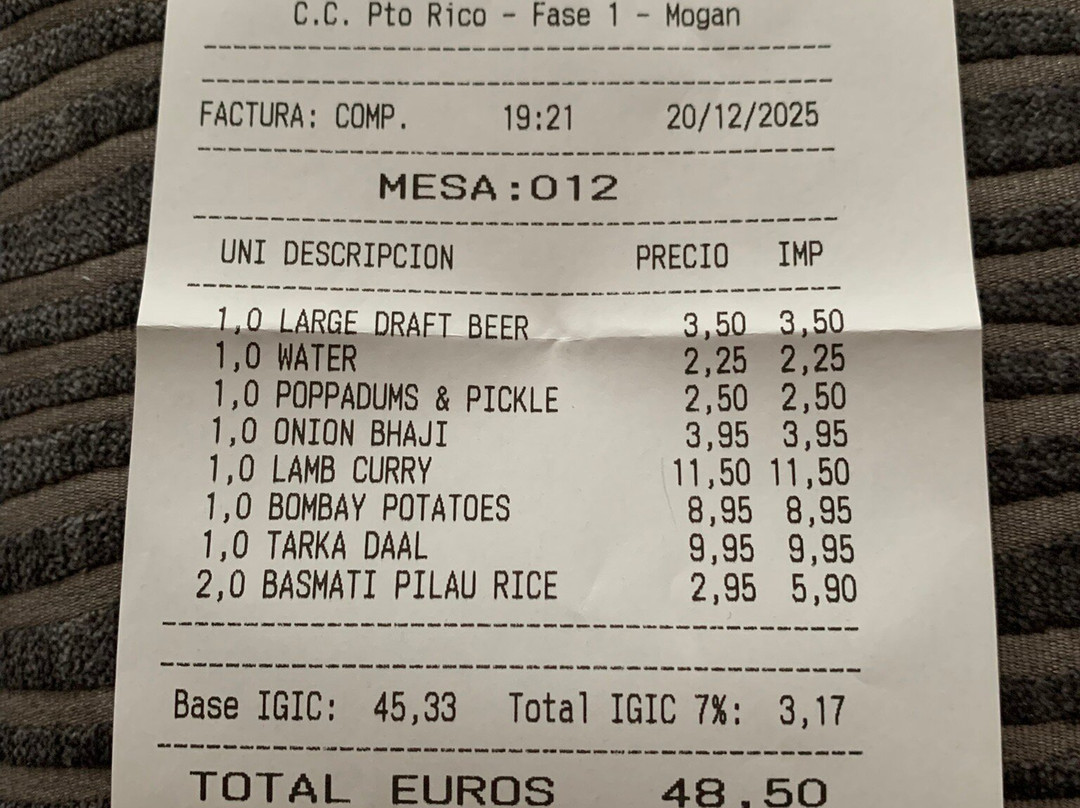 C.C. Pto Rico - Fase 1 - Mogan
FACTURA: COMP. 19:21 20/12/2025
MESA:012
UNI DESCRIPCION PRECIO IMP
1,0 LARGE DRAFT BEER 3,50 3,50
1,0 WATER 2,25 2,25
1,0 POPPADUMS & PICKLE 2,50 2,50
1,0 ONION BHAJI 3,95 3,95
1,0 LAMB CURRY 11,50 11,50
1,0 BOMBAY POTATOES 8,95 8,95
1,0 TARKA DAAL 9,95 9,95
2,0 BASMATI PILAU RICE 2,95 5,90
Base IGIC: 45,33 Total IGIC 7%: 3,17
TOTAL EUROS 48,50